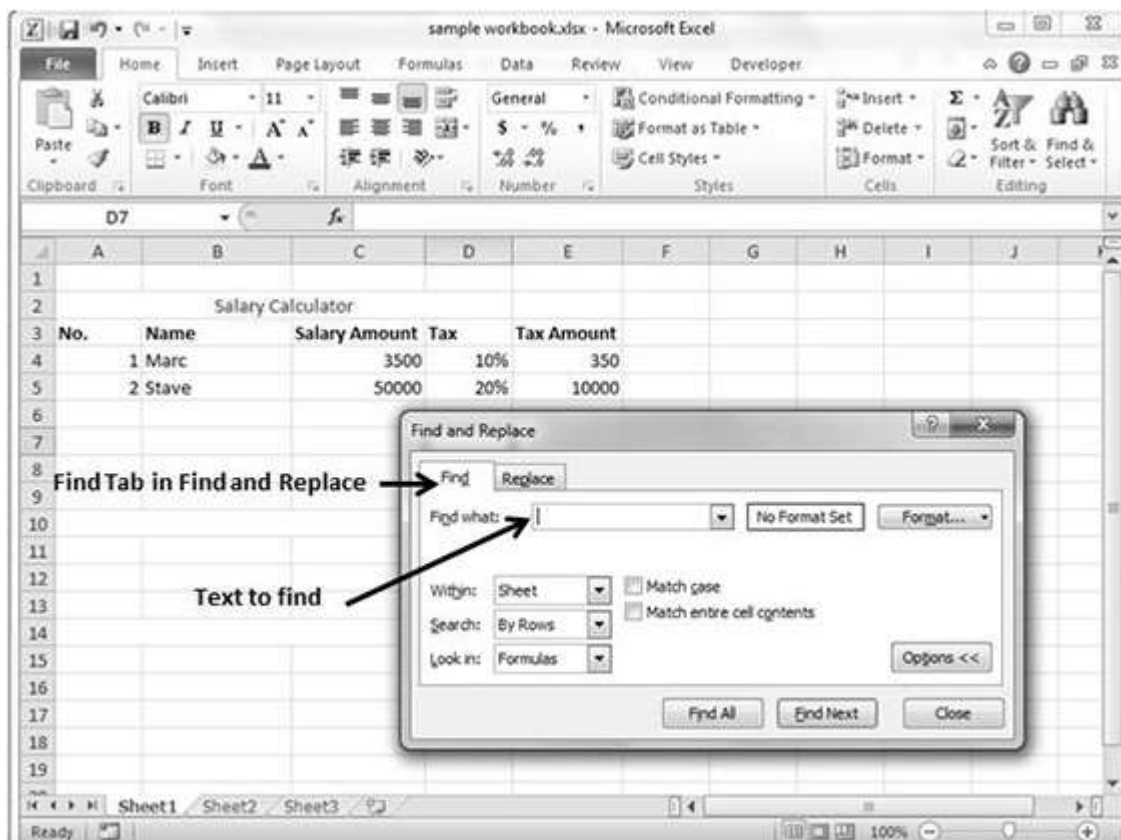 sample workbook.xlsx - Microsoft Excel
File Home Insert Page Layout Formulas Data Review View Developer
Paste
Calibri 11
B I U A A
A
General
$ % ,
Conditional Formatting
Format as Table
Cell Styles
Insert
Delete
Format
Σ
Sort & Filter
Find & Select
Clipboard Font Alignment Number Styles Cells Editing
D7 fx
A B C D E F G H I J
1
2 Salary Calculator
3 No. Name Salary Amount Tax Tax Amount
4 1 Marc 3500 10% 350
5 2 Stave 50000 20% 10000
6
7
8
9
10
11
12
13
14
15
16
17
18
19
Find Tab in Find and Replace
Text to find
Find and Replace
Find Replace
Find what: No Format Set Format...
Within: Sheet Match case
Search: By Rows Match entire cell contents
Look in: Formulas Options <<
Find All Find Next Close
Sheet1 Sheet2 Sheet3
Ready 100%